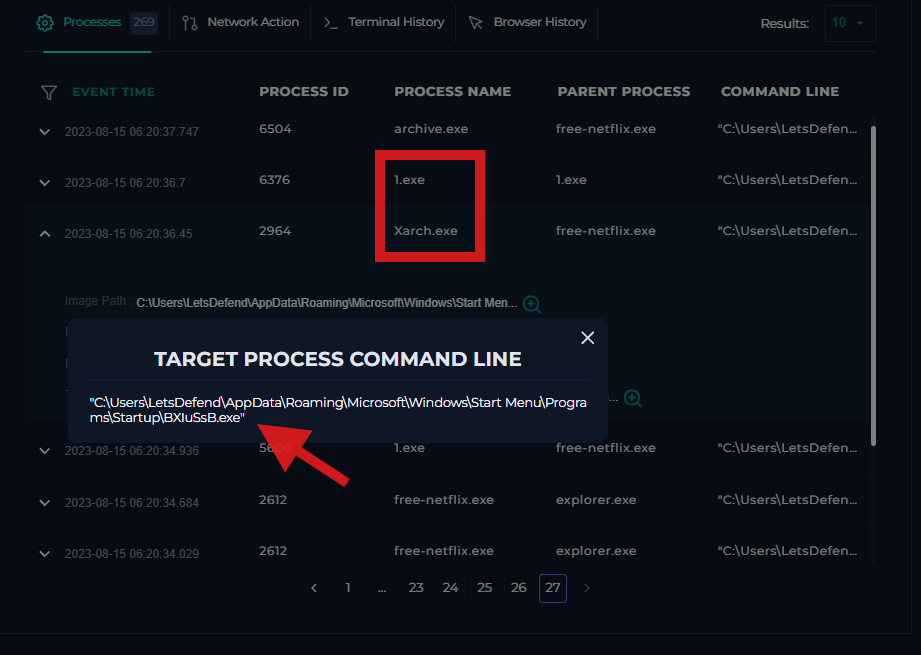 Processes 269 Network Action Terminal History Browser History Results: 10
EVENT TIME PROCESS ID PROCESS NAME PARENT PROCESS COMMAND LINE
2023-08-15 06:20:37.747 6504 archive.exe free-netflix.exe "C:\Users\LetsDefen...
2023-08-15 06:20:36.7 6376 1.exe 1.exe "C:\Users\LetsDefen...
2023-08-15 06:20:36.45 2964 Xarch.exe free-netflix.exe "C:\Users\LetsDefen...
Image Path : C:\Users\LetsDefend\AppData\Roaming\Microsoft\Windows\Start Men...
TARGET PROCESS COMMAND LINE
"C:\Users\LetsDefend\AppData\Roaming\Microsoft\Windows\Start Menu\Progra
ms\Startup\BXIuSsB.exe"
2023-08-15 06:20:34.936 5600 1.exe free-netflix.exe "C:\Users\LetsDefen...
2023-08-15 06:20:34.684 2612 free-netflix.exe explorer.exe "C:\Users\LetsDefen...
2023-08-15 06:20:34.029 2612 free-netflix.exe explorer.exe "C:\Users\LetsDefen...
< 1 ... 23 24 25 26 27 >